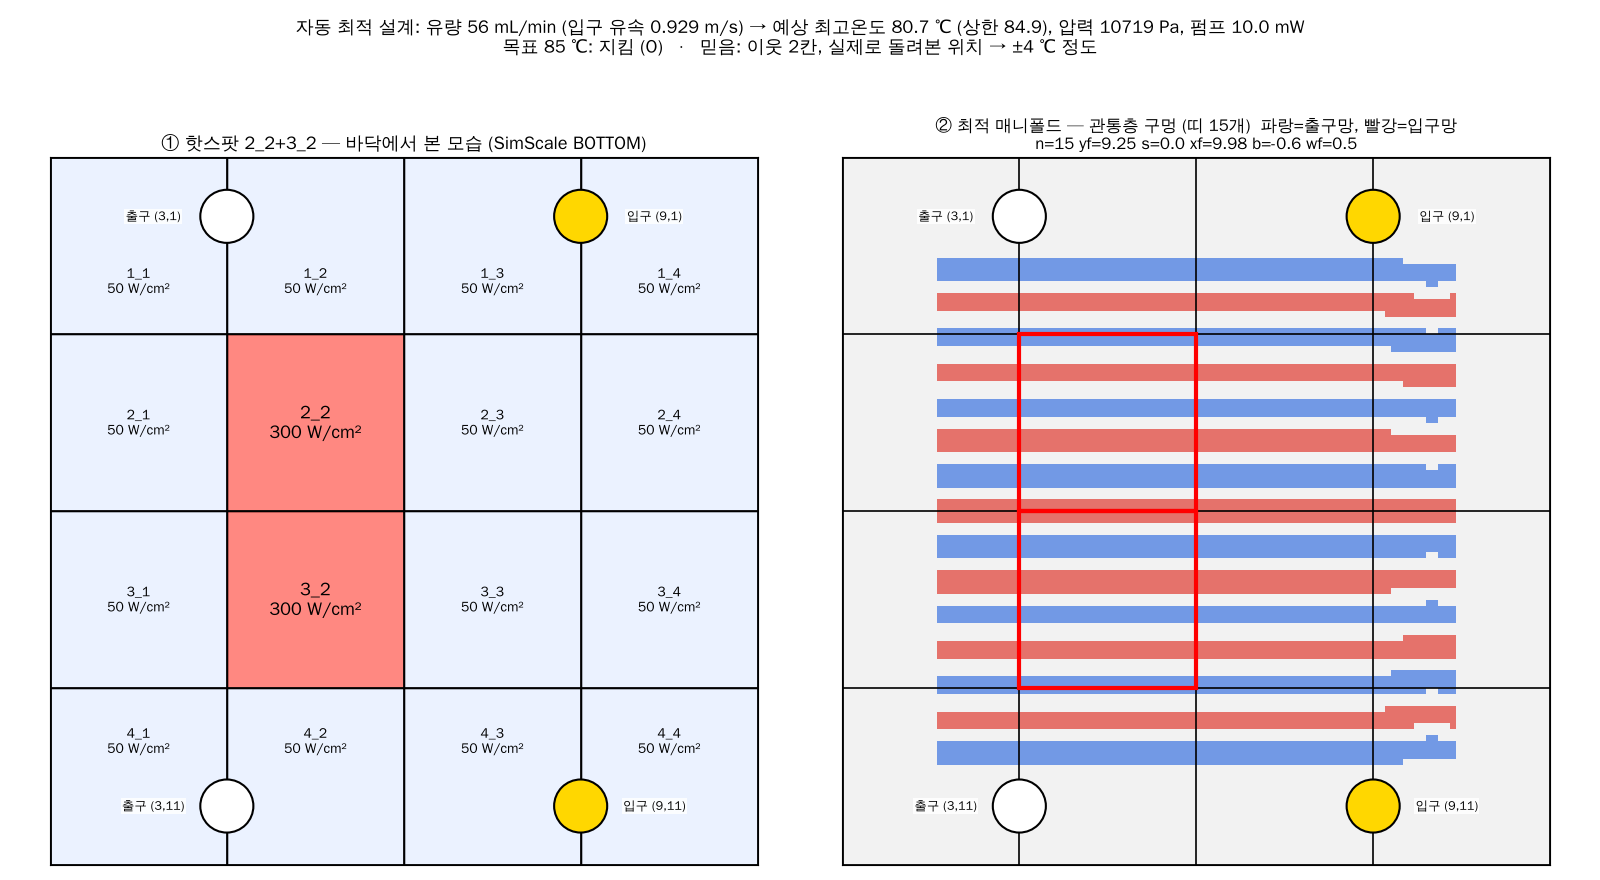 자동 최적 설계: 유량 56 mL/min (입구 유속 0.929 m/s) → 예상 최고온도 80.7 ℃ (상한 84.9), 압력 10719 Pa, 펌프 10.0 mW
목표 85 ℃: 지킴 (O) · 믿음: 이웃 2칸, 실제로 돌려본 위치 → ±4 ℃ 정도
① 핫스팟 2_2+3_2 — 바닥에서 본 모습 (SimScale BOTTOM)
출구 (3,1)
입구 (9,1)
1_1
50 W/cm²
1_2
50 W/cm²
1_3
50 W/cm²
1_4
50 W/cm²
2_1
50 W/cm²
2_2
300 W/cm²
2_3
50 W/cm²
2_4
50 W/cm²
3_1
50 W/cm²
3_2
300 W/cm²
3_3
50 W/cm²
3_4
50 W/cm²
4_1
50 W/cm²
4_2
50 W/cm²
4_3
50 W/cm²
4_4
50 W/cm²
출구 (3,11)
입구 (9,11)
② 최적 매니폴드 — 관통층 구멍 (띠 15개) 파랑=출구망, 빨강=입구망
n=15 yf=9.25 s=0.0 xf=9.98 b=-0.6 wf=0.5
출구 (3,1)
입구 (9,1)
출구 (3,11)
입구 (9,11)